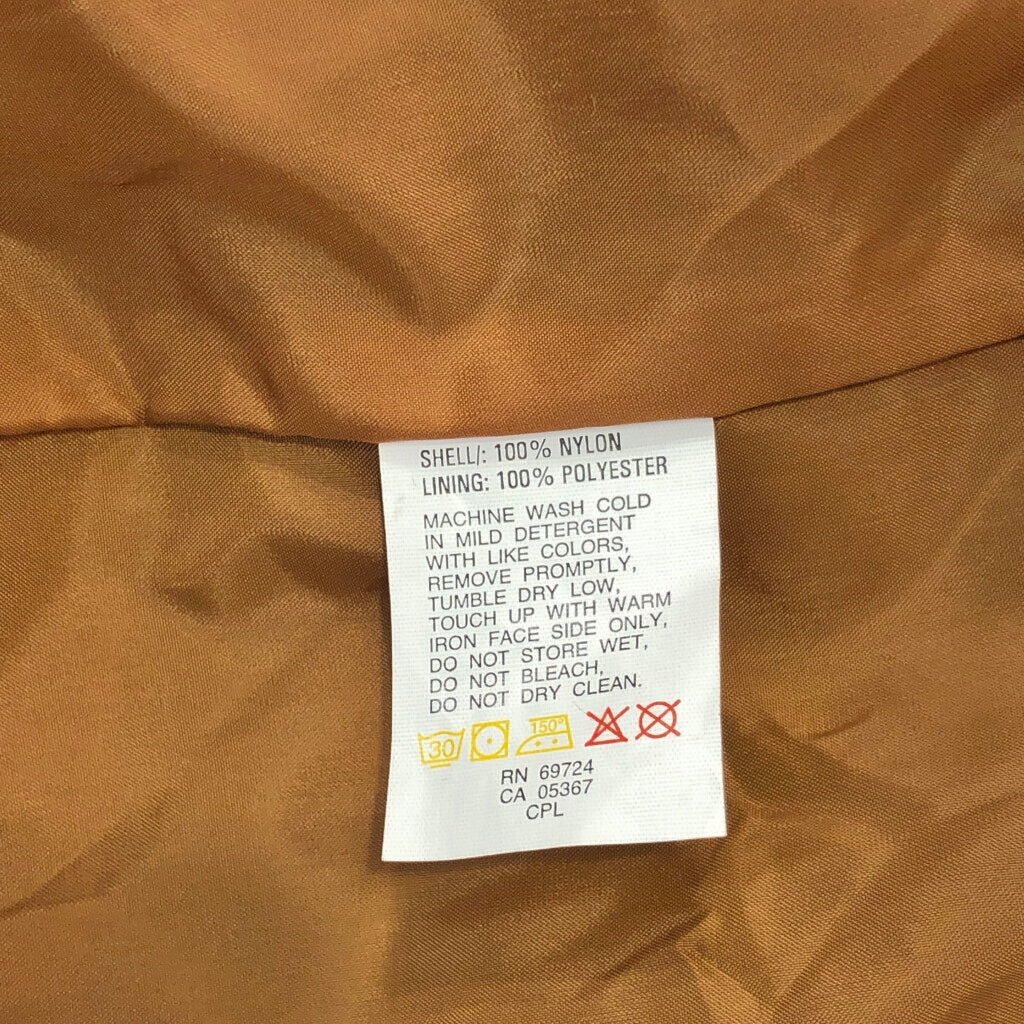 SHELL/: 100% NYLON
LINING: 100% POLYESTER
MACHINE WASH COLD
IN MILD DETERGENT
WITH LIKE COLORS,
REMOVE PROMPTLY,
TUMBLE DRY LOW,
TOUCH UP WITH WARM
IRON FACE SIDE ONLY,
DO NOT STORE WET,
DO NOT BLEACH,
DO NOT DRY CLEAN.
30 150°
RN 69724
CA 05367
CPL